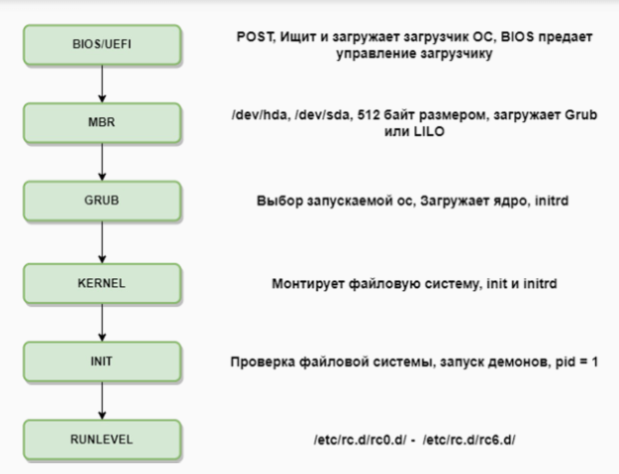 BIOS/UEFI
POST, Ищит и загружает загрузчик ОС, BIOS предает
управление загрузчику
MBR
/dev/hda, /dev/sda, 512 байт размером, загружает Grub
или LILO
GRUB
Выбор запускаемой ос, Загружает ядро, initrd
KERNEL
Монтирует файловую систему, init и initrd
INIT
Проверка файловой системы, запуск демонов, pid = 1
RUNLEVEL
/etc/rc.d/rc0.d/ - /etc/rc.d/rc6.d/